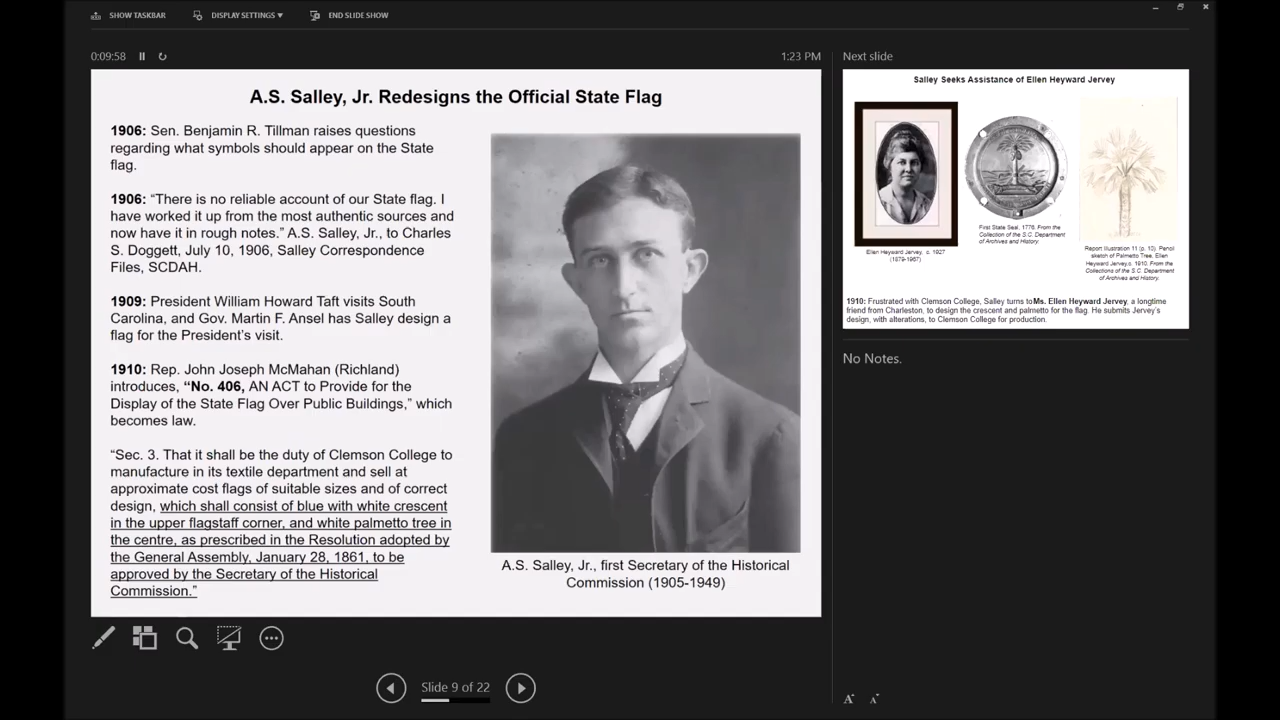 SHOW TASKBAR
DISPLAY SETTINGS ▼
END SLIDE SHOW
0:09:58
1:23 PM
A.S. Salley, Jr. Redesigns the Official State Flag
1906: Sen. Benjamin R. Tillman raises questions
regarding what symbols should appear on the State
flag.
1906: “There is no reliable account of our State flag. I
have worked it up from the most authentic sources and
now have it in rough notes.” A.S. Salley, Jr., to Charles
S. Doggett, July 10, 1906, Salley Correspondence
Files, SCDAH.
1909: President William Howard Taft visits South
Carolina, and Gov. Martin F. Ansel has Salley design a
flag for the President’s visit.
1910: Rep. John Joseph McMahan (Richland)
introduces, “No. 406, AN ACT to Provide for the
Display of the State Flag Over Public Buildings,” which
becomes law.
“Sec. 3. That it shall be the duty of Clemson College to
manufacture in its textile department and sell at
approximate cost flags of suitable sizes and of correct
design, which shall consist of blue with white crescent
in the upper flagstaff corner, and white palmetto tree in
the centre, as prescribed in the Resolution adopted by
the General Assembly, January 28, 1861, to be
approved by the Secretary of the Historical
Commission.”
A.S. Salley, Jr., first Secretary of the Historical
Commission (1905-1949)
Slide 9 of 22
Next slide
Salley Seeks Assistance of Ellen Heyward Jervey
Ellen Heyward Jervey, c. 1927
(1879-1967)
First State Seal, 1776. From the
Collection of the S.C. Department
of Archives and History.
Report Illustration 11 (p. 10). Pencil
sketch of Palmetto Tree, Ellen
Heyward Jervey,c. 1910. From the
Collections of the S.C. Department
of Archives and History.
1910: Frustrated with Clemson College, Salley turns toMs. Ellen Heyward Jervey, a longtime
friend from Charleston, to design the crescent and palmetto for the flag. He submits Jervey’s
design, with alterations, to Clemson College for production.
No Notes.
A A